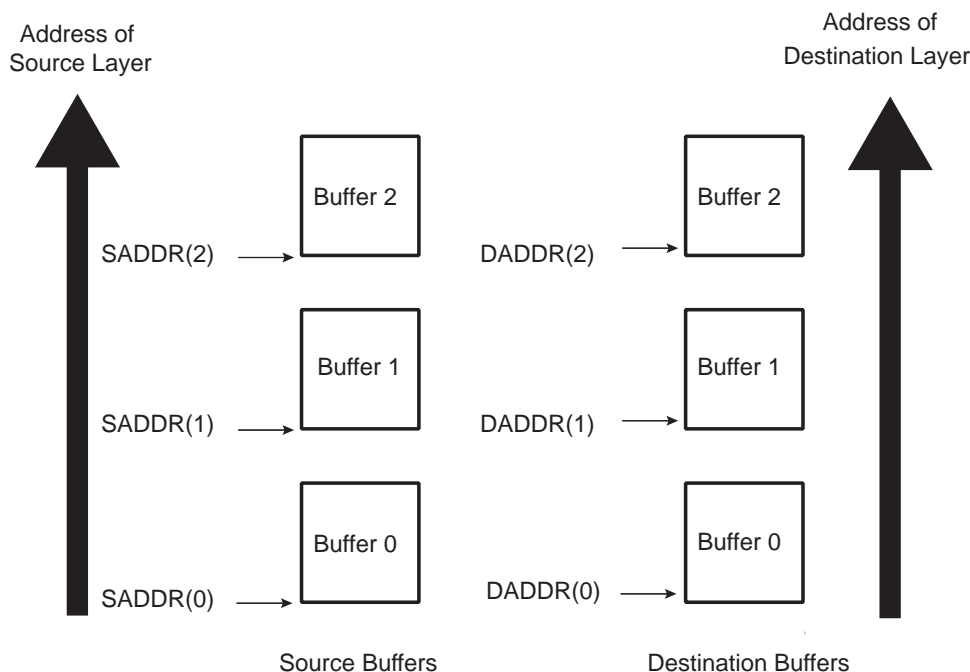 Address of
Source Layer
Address of
Destination Layer
Buffer 2
Buffer 2
SADDR(2)
DADDR(2)
Buffer 1
Buffer 1
SADDR(1)
DADDR(1)
Buffer 0
Buffer 0
SADDR(0)
DADDR(0)
Source Buffers
Destination Buffers